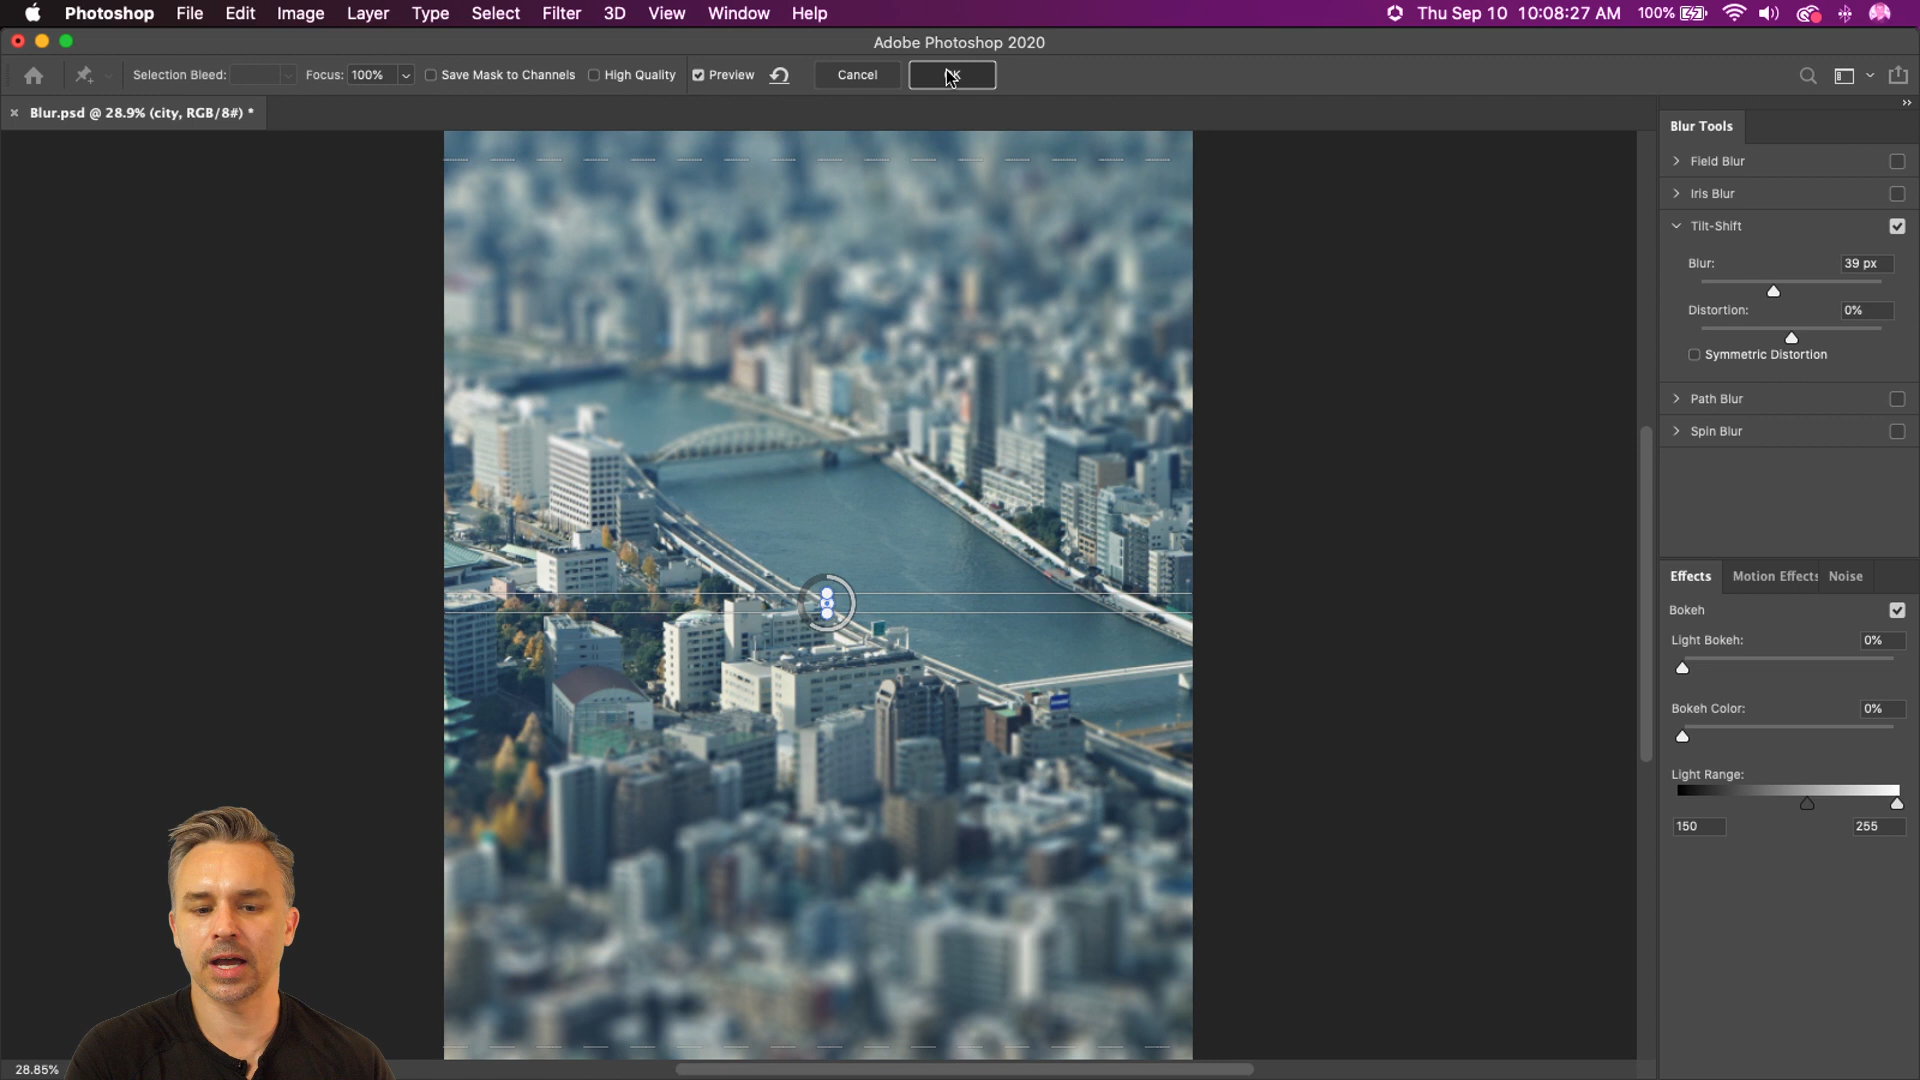 Photoshop File Edit Image Layer Type Select Filter 3D View Window Help Thu Sep 10 10:08:27 AM 100%
Adobe Photoshop 2020
Selection Bleed: Focus: 100% Save Mask to Channels High Quality Preview Cancel
Blur.psd @ 28.9% (city, RGB/8#) *
Blur Tools
Field Blur
Iris Blur
Tilt-Shift
Blur: 39 px
Distortion: 0%
Symmetric Distortion
Path Blur
Spin Blur
Effects Motion Effects Noise
Bokeh
Light Bokeh: 0%
Bokeh Color: 0%
Light Range:
150 255
28.85%